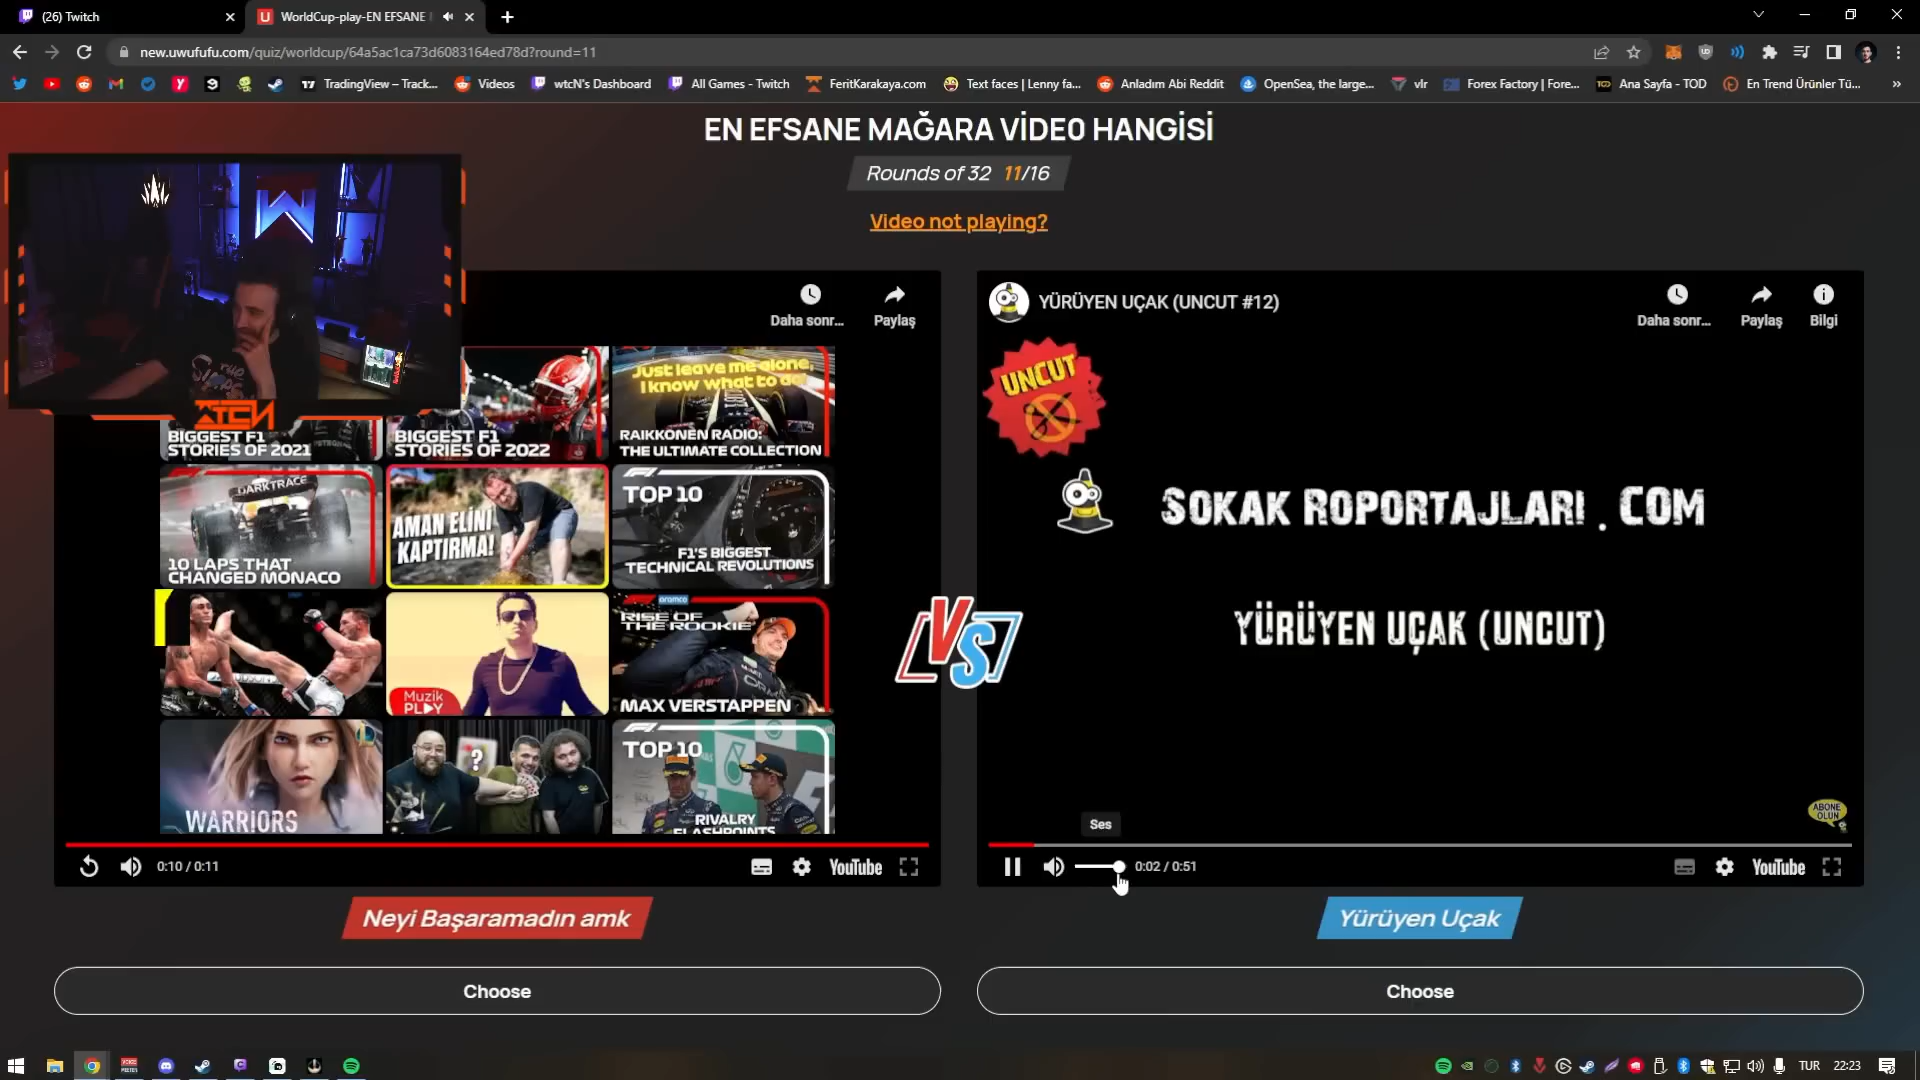 (26) Twitch
WorldCup-play-EN EFSANE
new.uwufufu.com/quiz/worldcup/64a5ac1ca73d6083164ed78d?round=11
TradingView – Track...
Videos
wtcN's Dashboard
All Games - Twitch
FeritKarakaya.com
Text faces | Lenny fa...
Anladım Abi Reddit
OpenSea, the large...
vlr
Forex Factory | Fore...
Ana Sayfa - TOD
En Trend Ürünler Tü...
EN EFSANE MAĞARA VİDEO HANGİSİ
Rounds of 32 11/16
Video not playing?
WTCN
Daha sonr...
Paylaş
BIGGEST F1
STORIES OF 2021
BIGGEST F1
STORIES OF 2022
Just leave me alone,
I know what to do!
RAIKKONEN RADIO:
THE ULTIMATE COLLECTION
DARKTRACE
10 LAPS THAT
CHANGED MONACO
AMAN ELİNİ
KAPTIRMA!
TOP 10
F1'S BIGGEST
TECHNICAL REVOLUTIONS
Muzik
PLAY
aramco
RISE OF
THE ROOKIE
MAX VERSTAPPEN
WARRIORS
?
TOP 10
RIVALRY
FLASHPOINTS
0:10 / 0:11
YouTube
VS
YÜRÜYEN UÇAK (UNCUT #12)
Daha sonr...
Paylaş
Bilgi
UNCUT
SOKAK ROPORTAJLARI . COM
YÜRÜYEN UÇAK (UNCUT)
ABONE
OLUN
Ses
0:02 / 0:51
YouTube
Neyi Başaramadın amk
Yürüyen Uçak
Choose
Choose
TUR
22:23